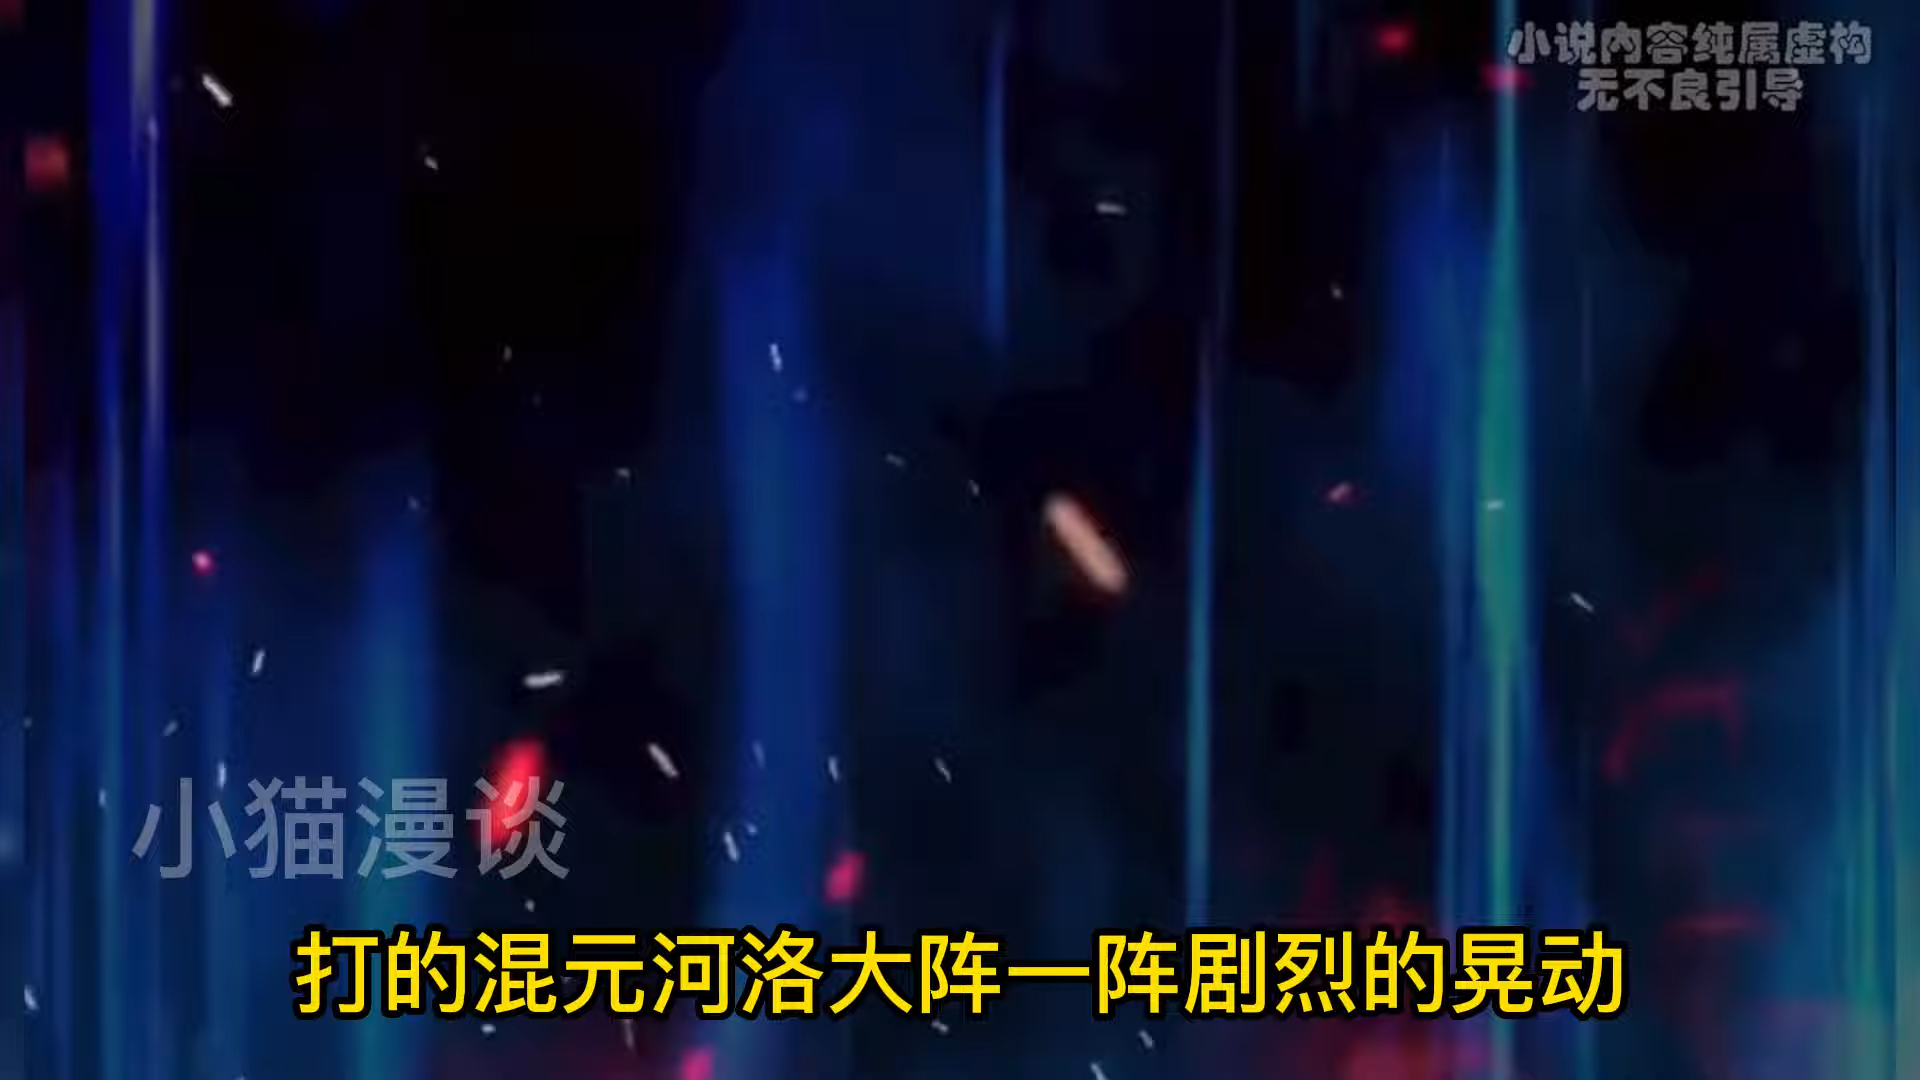 小说内容纯属虚构
无不良引导
小猫漫谈
打的混元河洛大阵一阵剧烈的晃动